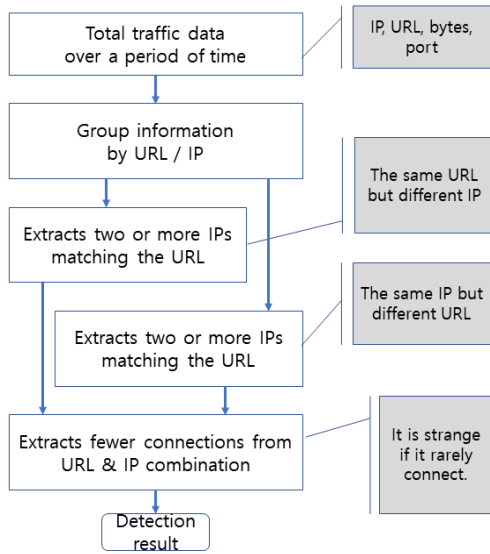 Total traffic data
over a period of time
IP, URL, bytes,
port
Group information
by URL / IP
The same URL
but different IP
Extracts two or more IPs
matching the URL
The same IP but
different URL
Extracts two or more IPs
matching the URL
Extracts fewer connections from
URL & IP combination
It is strange
if it rarely
connect.
Detection
result